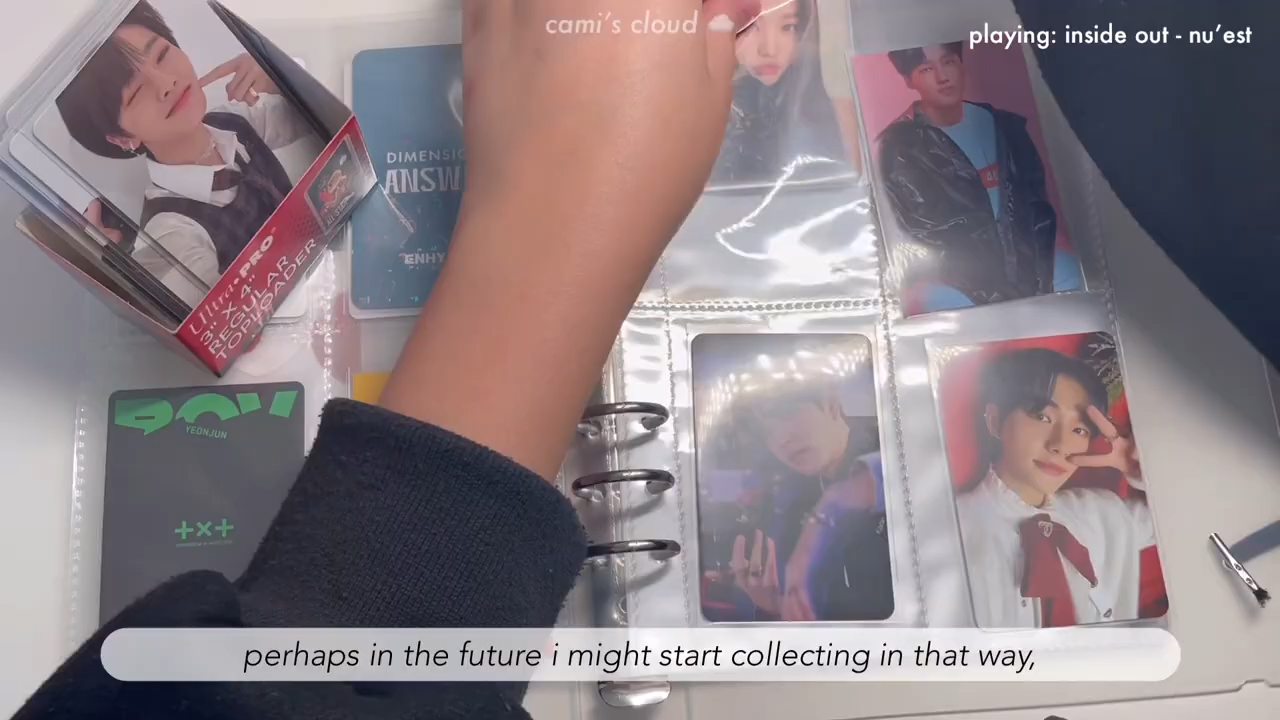 cami's cloud
playing: inside out - nu'est
DIMENSIO
ANSW
ENHY
Ultra•PRO
3" X 4"
REGULAR
TOPLOADER
YEONJUN
+x+
perhaps in the future i might start collecting in that way,